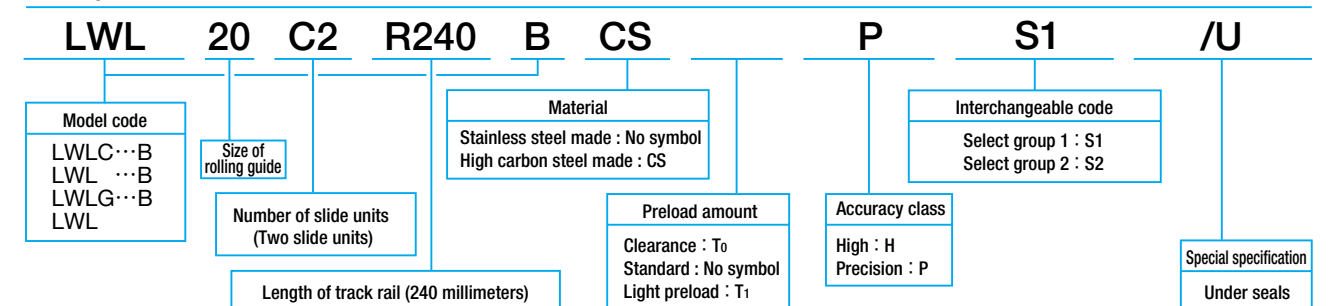 LWL 20 C2 R240 B CS P S1 /U
Model code
LWLC…B
LWL …B
LWLG…B
LWL
Size of
rolling guide
Number of slide units
(Two slide units)
Length of track rail (240 millimeters)
Material
Stainless steel made : No symbol
High carbon steel made : CS
Preload amount
Clearance : T0
Standard : No symbol
Light preload : T1
Accuracy class
High : H
Precision : P
Interchangeable code
Select group 1 : S1
Select group 2 : S2
Special specification
Under seals